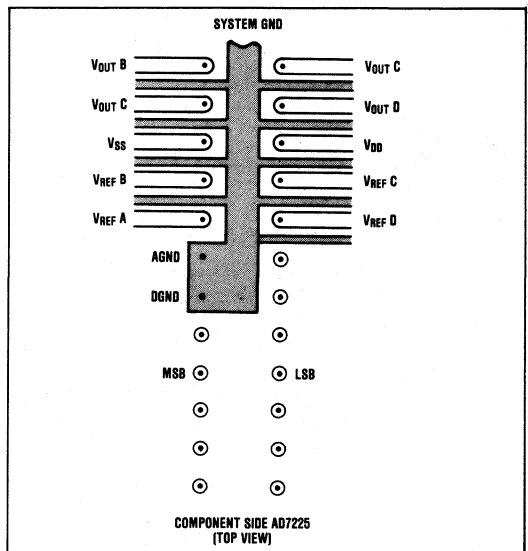 SYSTEM GND
VOUT B VOUT C
VOUT C VOUT D
VSS VDD
VREF B VREF C
VREF A VREF D
AGND
DGND
MSB LSB
COMPONENT SIDE AD7225
(TOP VIEW)